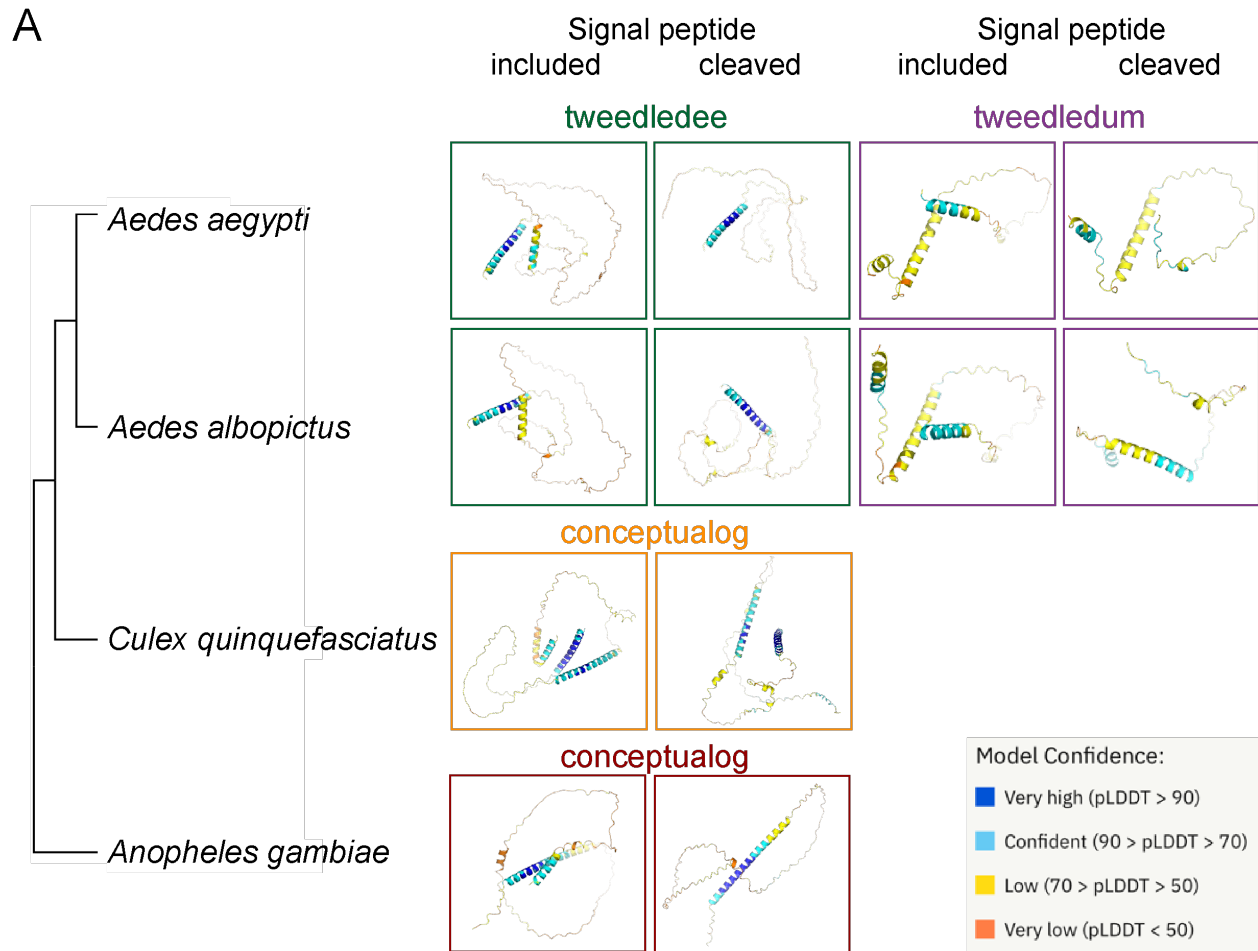 A
Signal peptide
included cleaved
Signal peptide
included cleaved
tweedledee
tweedledum
Aedes aegypti
Aedes albopictus
conceptualog
Culex quinquefasciatus
conceptualog
Anopheles gambiae
Model Confidence:
Very high (pLDDT > 90)
Confident (90 > pLDDT > 70)
Low (70 > pLDDT > 50)
Very low (pLDDT < 50)